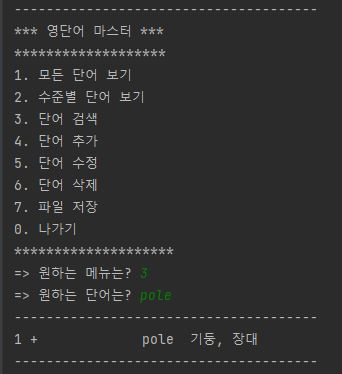 --------------------------------------
*** 영단어 마스터 ***
*******************
1. 모든 단어 보기
2. 수준별 단어 보기
3. 단어 검색
4. 단어 추가
5. 단어 수정
6. 단어 삭제
7. 파일 저장
0. 나가기
********************
=> 원하는 메뉴는? 3
=> 원하는 단어는? pole
--------------------------------------
1 +             pole  기둥, 장대
--------------------------------------